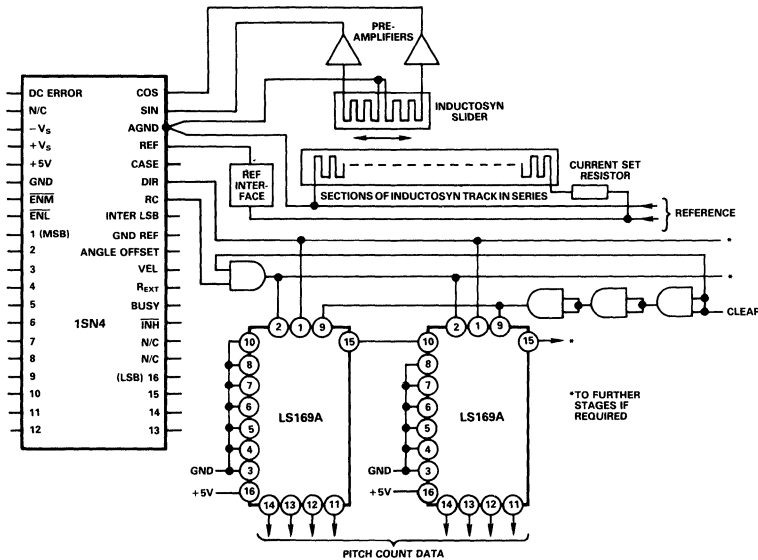 PRE-
AMPLIFIERS
INDUCTOSYN
SLIDER
DC ERROR
N/C
– VS
+ VS
+5V
GND
ENM
ENL
1 (MSB)
2
3
4
5
6
7
8
9
10
11
12
1SN4
COS
SIN
AGND
REF
CASE
DIR
RC
INTER LSB
GND REF
ANGLE OFFSET
VEL
REXT
BUSY
INH
N/C
N/C
(LSB) 16
15
14
13
REF
INTER-
FACE
SECTIONS OF INDUCTOSYN TRACK IN SERIES
CURRENT SET
RESISTOR
REFERENCE
*
*
CLEAR
2 1 9
10 15
8
7
6
5
4
GND 3
+5V 16
14 13 12 11
LS169A
2 1 9
10 15 *
8
7
6
5
4
GND 3
+5V 16
14 13 12 11
LS169A
*TO FURTHER
STAGES IF
REQUIRED
PITCH COUNT DATA